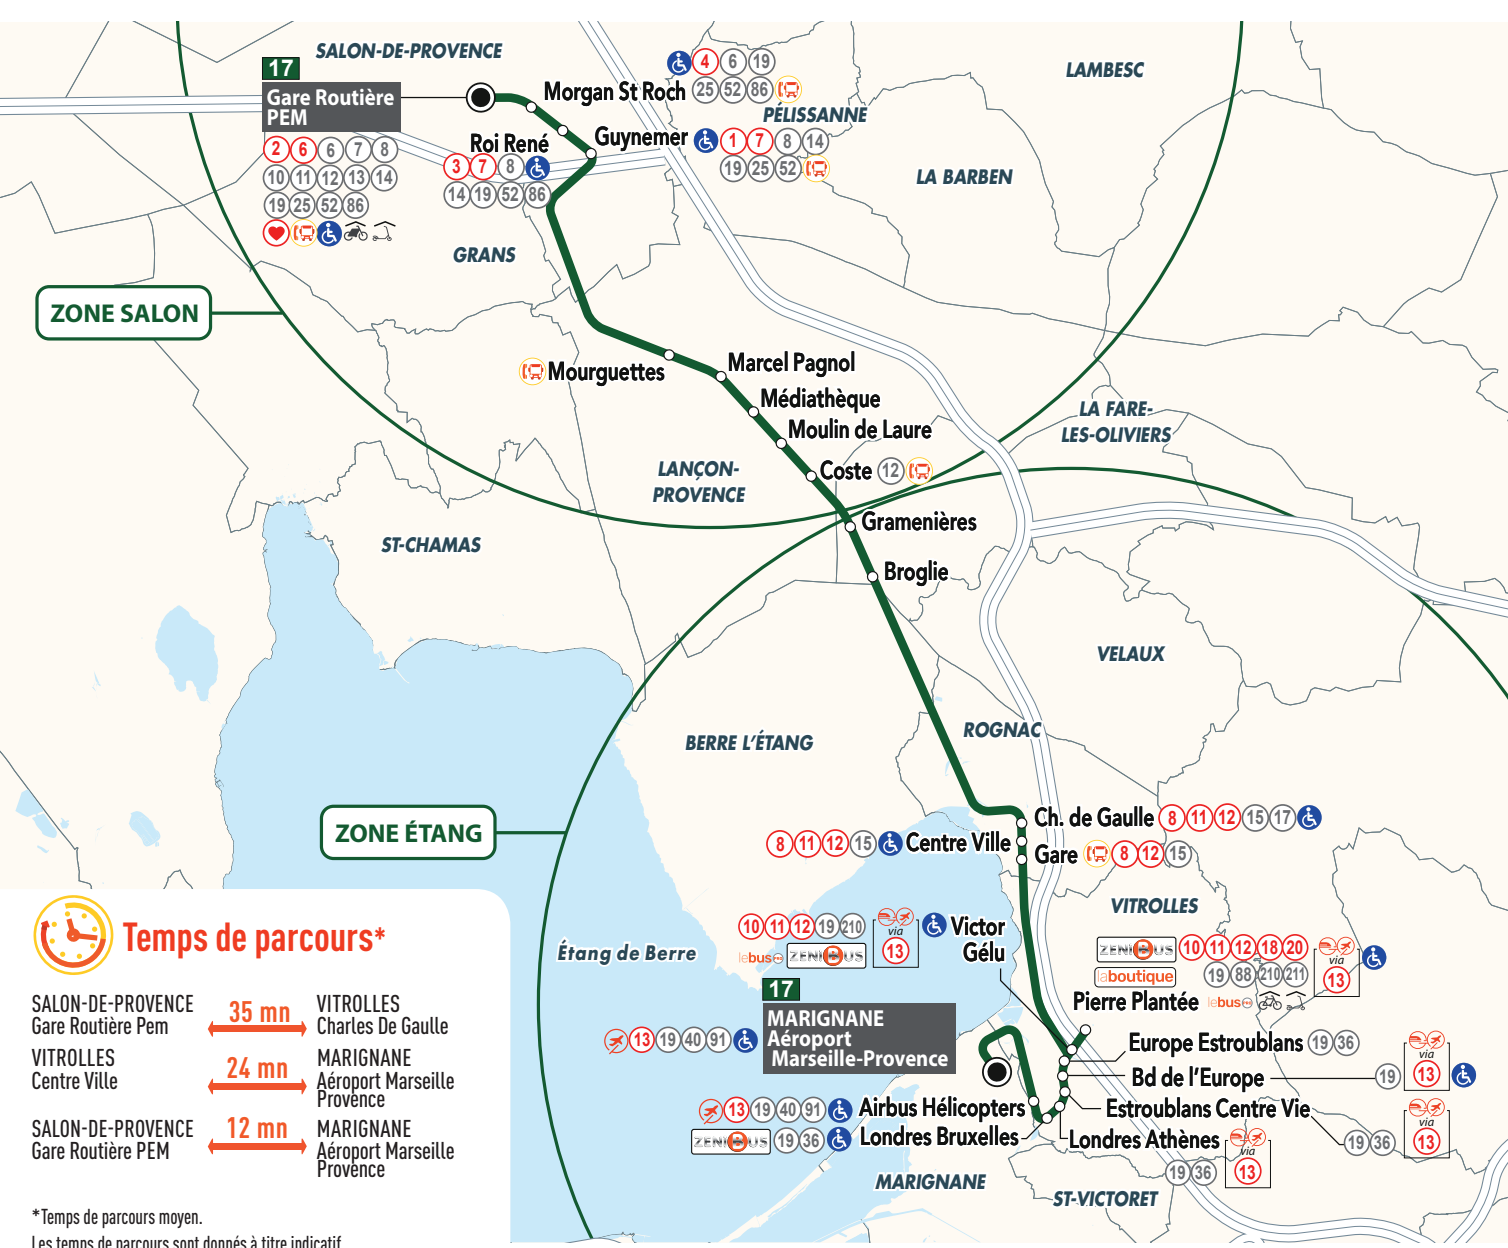 SALON-DE-PROVENCE
17
Gare Routière
PEM
2 6 6 7 8
10 11 12 13 14
19 25 52 86
Morgan St Roch
4 6 19
25 52 86
PÉLISSANNE
LAMBESC
Roi René
3 7 8
14 19 52 86
Guynemer
1 7 8 14
19 25 52
LA BARBEN
GRANS
ZONE SALON
Mourguettes
Marcel Pagnol
Médiathèque
Moulin de Laure
Coste 12
LA FARE-
LES-OLIVIERS
LANÇON-
PROVENCE
Gramenières
ST-CHAMAS
Broglie
VELAUX
ROGNAC
BERRE L'ÉTANG
ZONE ÉTANG
Ch. de Gaulle 8 11 12 15 17
8 11 12 15 Centre Ville
Gare 8 12 15
VITROLLES
10 11 12 19 210
lebus ZENIBUS
via
13
Victor
Gélu
Étang de Berre
ZENIBUS 10 11 12 18 20
laboutique 19 88 210 211
via
13
Pierre Plantée lebus
17
MARIGNANE
Aéroport
Marseille-Provence
13 19 40 91
Europe Estroublans 19 36
Bd de l'Europe 19
via
13
13 19 40 91 Airbus Hélicopters
Estroublans Centre Vie
19 36
via
13
ZENIBUS 19 36 Londres Bruxelles
Londres Athènes
19 36
via
13
MARIGNANE
ST-VICTORET
Temps de parcours*
SALON-DE-PROVENCE
Gare Routière Pem
35 mn
VITROLLES
Charles De Gaulle
VITROLLES
Centre Ville
24 mn
MARIGNANE
Aéroport Marseille
Provence
SALON-DE-PROVENCE
Gare Routière PEM
12 mn
MARIGNANE
Aéroport Marseille
Provence
*Temps de parcours moyen.
Les temps de parcours sont donnés à titre indicatif